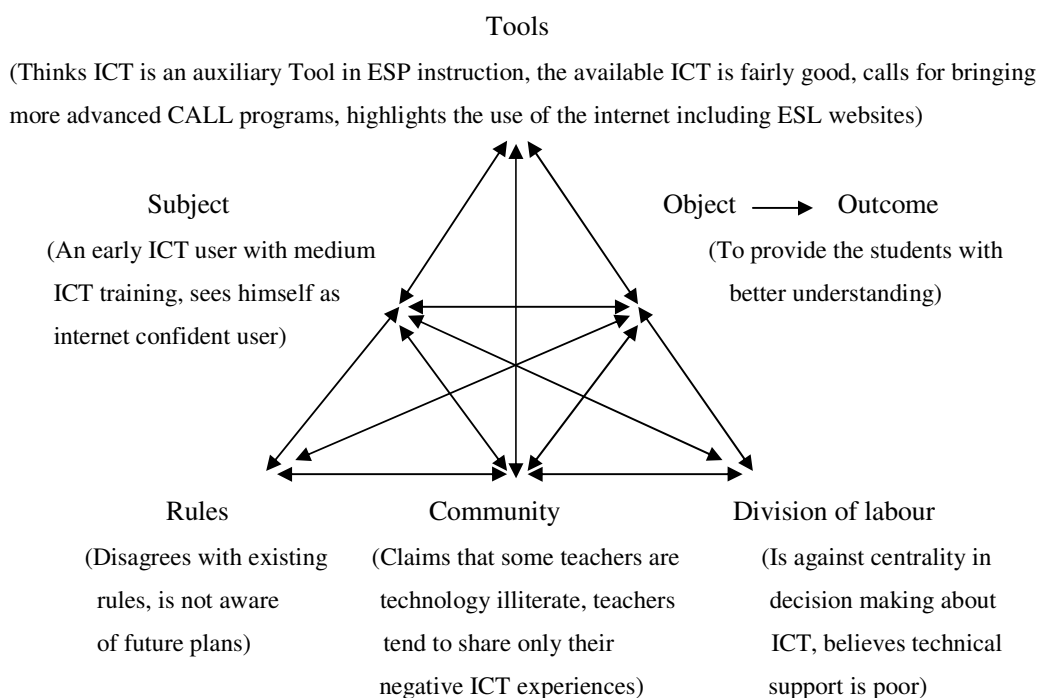 Tools
(Thinks ICT is an auxiliary Tool in ESP instruction, the available ICT is fairly good, calls for bringing
more advanced CALL programs, highlights the use of the internet including ESL websites)
Subject
(An early ICT user with medium
ICT training, sees himself as
internet confident user)
Object Outcome
(To provide the students with
better understanding)
Rules
(Disagrees with existing
rules, is not aware
of future plans)
Community
(Claims that some teachers are
technology illiterate, teachers
tend to share only their
negative ICT experiences)
Division of labour
(Is against centrality in
decision making about
ICT, believes technical
support is poor)